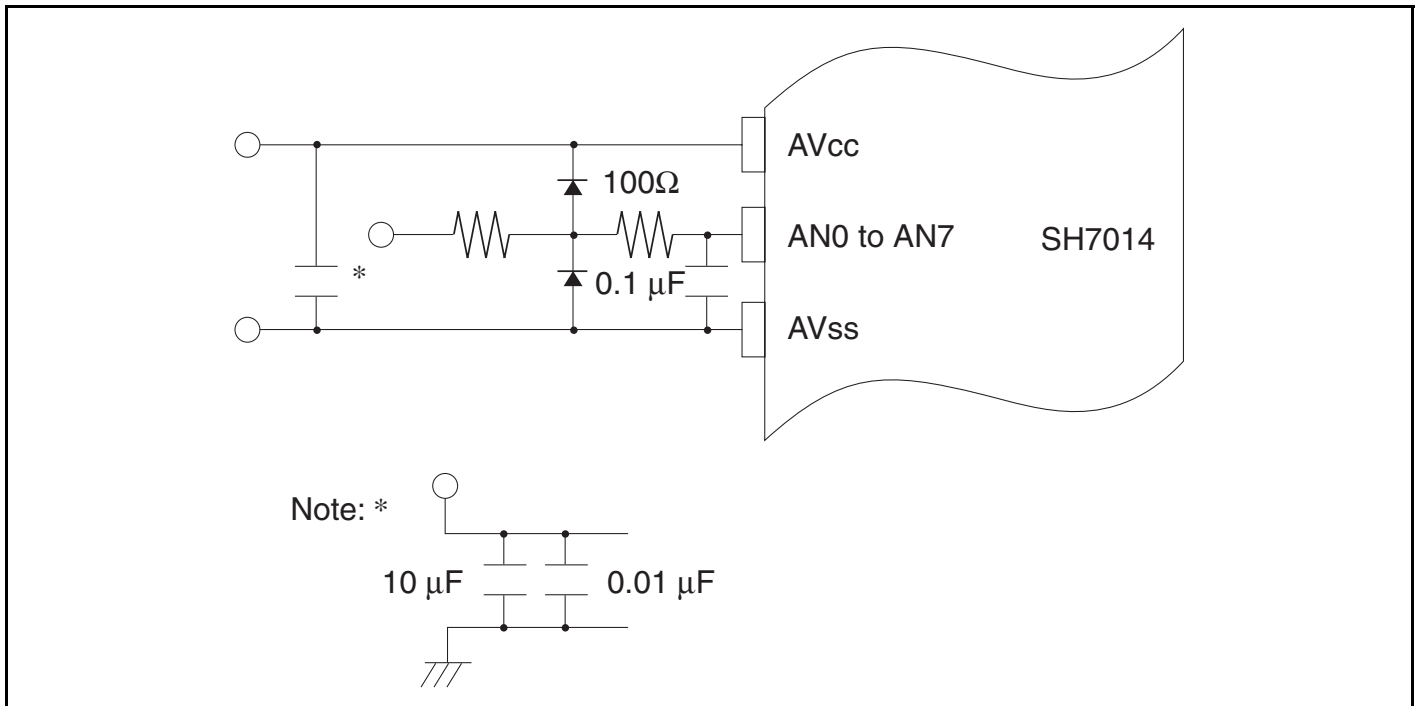 AVcc
100Ω
AN0 to AN7
SH7014
*
0.1 μF
AVss
Note: *
10 μF
0.01 μF